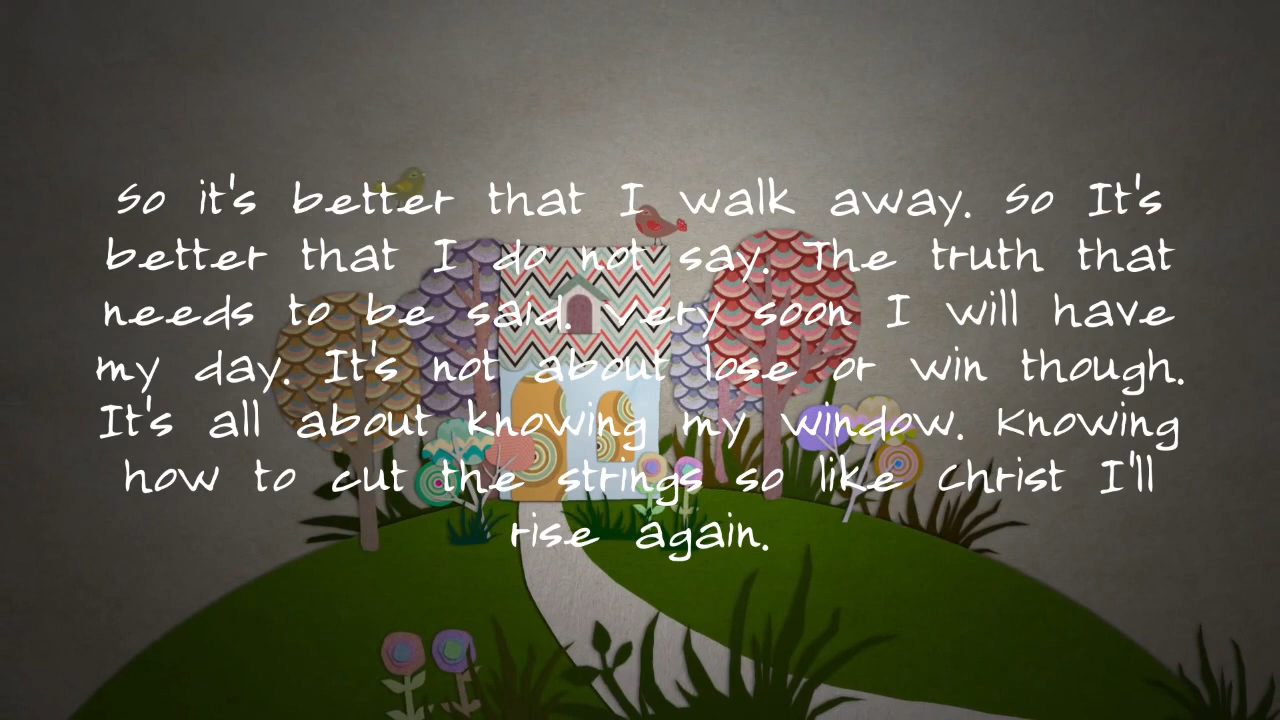 So it's better that I walk away. So It's
better that I do not say. The truth that
needs to be said. Very soon I will have
my day. It's not about lose or win though.
It's all about knowing my window. Knowing
how to cut the strings so like Christ I'll
rise again.